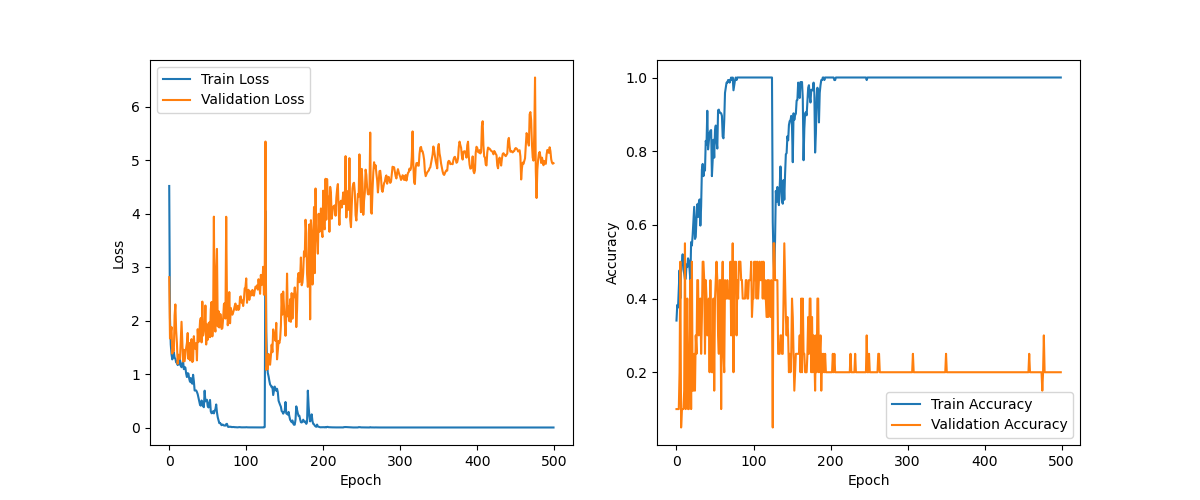 Train Loss
Validation Loss
Loss
6
5
4
3
2
1
0
0 100 200 300 400 500
Epoch
Accuracy
1.0
0.8
0.6
0.4
0.2
Train Accuracy
Validation Accuracy
0 100 200 300 400 500
Epoch